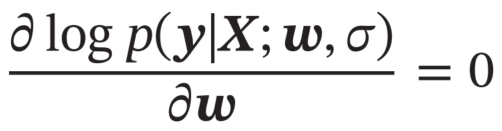 ∂ log p(y|X; w, σ)
∂w
= 0